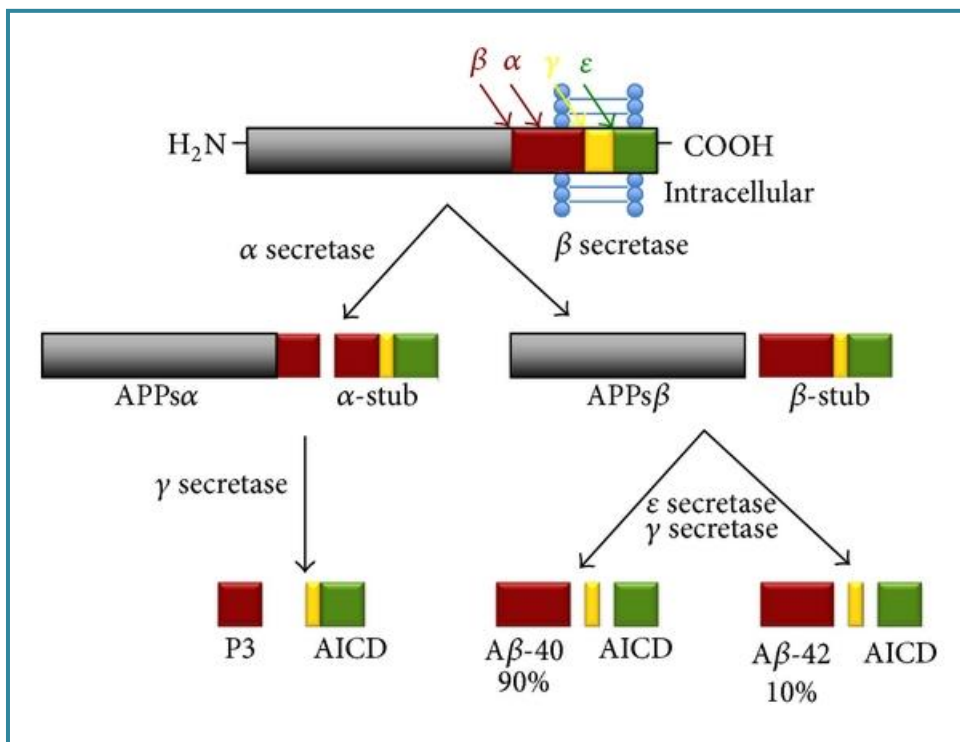 β α γ ε
H₂N
COOH
Intracellular
α secretase
β secretase
APPsα
α-stub
APPsβ
β-stub
γ secretase
ε secretase
γ secretase
P3
AICD
Aβ-40
90%
AICD
Aβ-42
10%
AICD